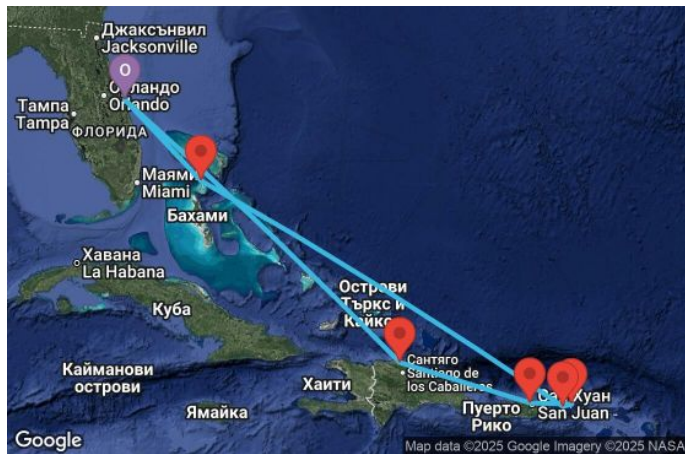 Джаксънвил
Jacksonville
O
Орландо
Orlando
Тампа
Tampa
ФЛОРИДА
Маями
Miami
Бахами
Хавана
La Habana
Куба
Острови
Търкс и
Кайкос
Кайманови
острови
Сантяго
Santiago de
los Caballeros
Хаити
Ямайка
Пуерто
Рико
Сан Хуан
San Juan
Google
Map data ©2025 Google Imagery ©2025 NASA